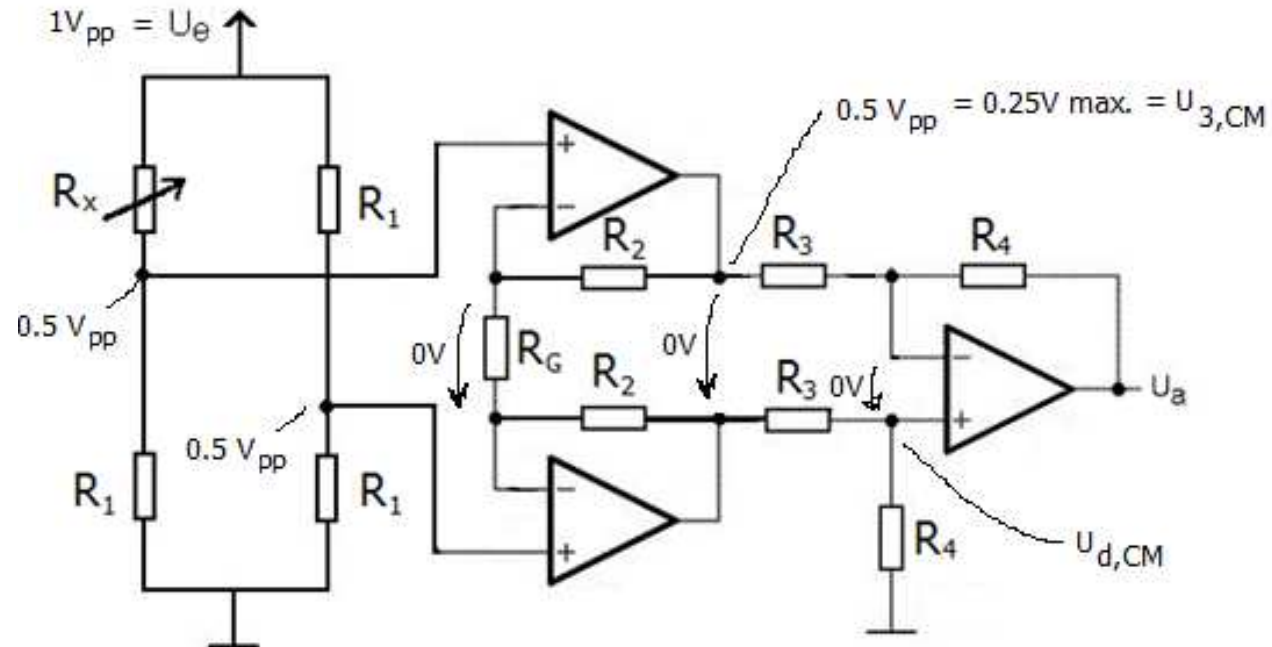 1V_pp = U_e
0.5 V_pp = 0.25V max. = U_3,CM
+
R_x
R_1
−
R_2
R_3
R_4
0.5 V_pp
0V
R_G
0V
−
R_2
R_3
0V
+
U_a
0.5 V_pp
R_1
R_1
−
+
R_4
U_d,CM